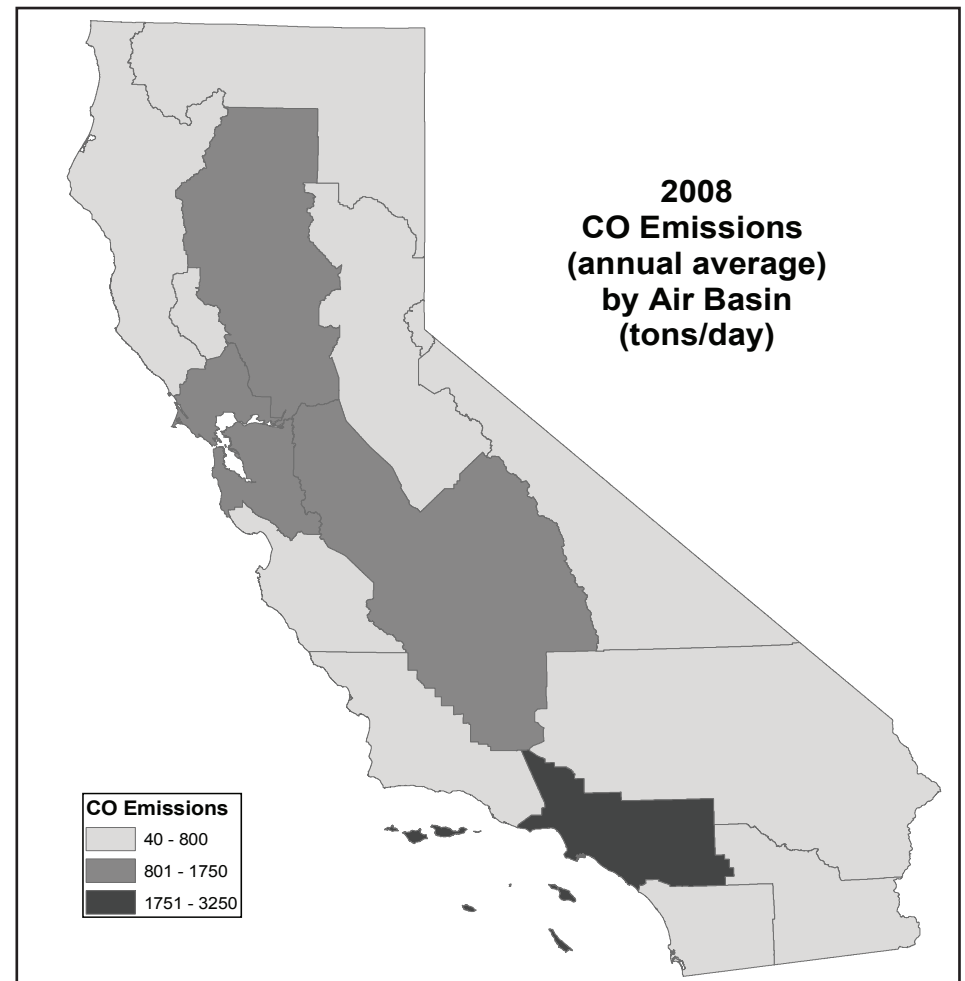 2008
CO Emissions
(annual average)
by Air Basin
(tons/day)
CO Emissions
40 - 800
801 - 1750
1751 - 3250